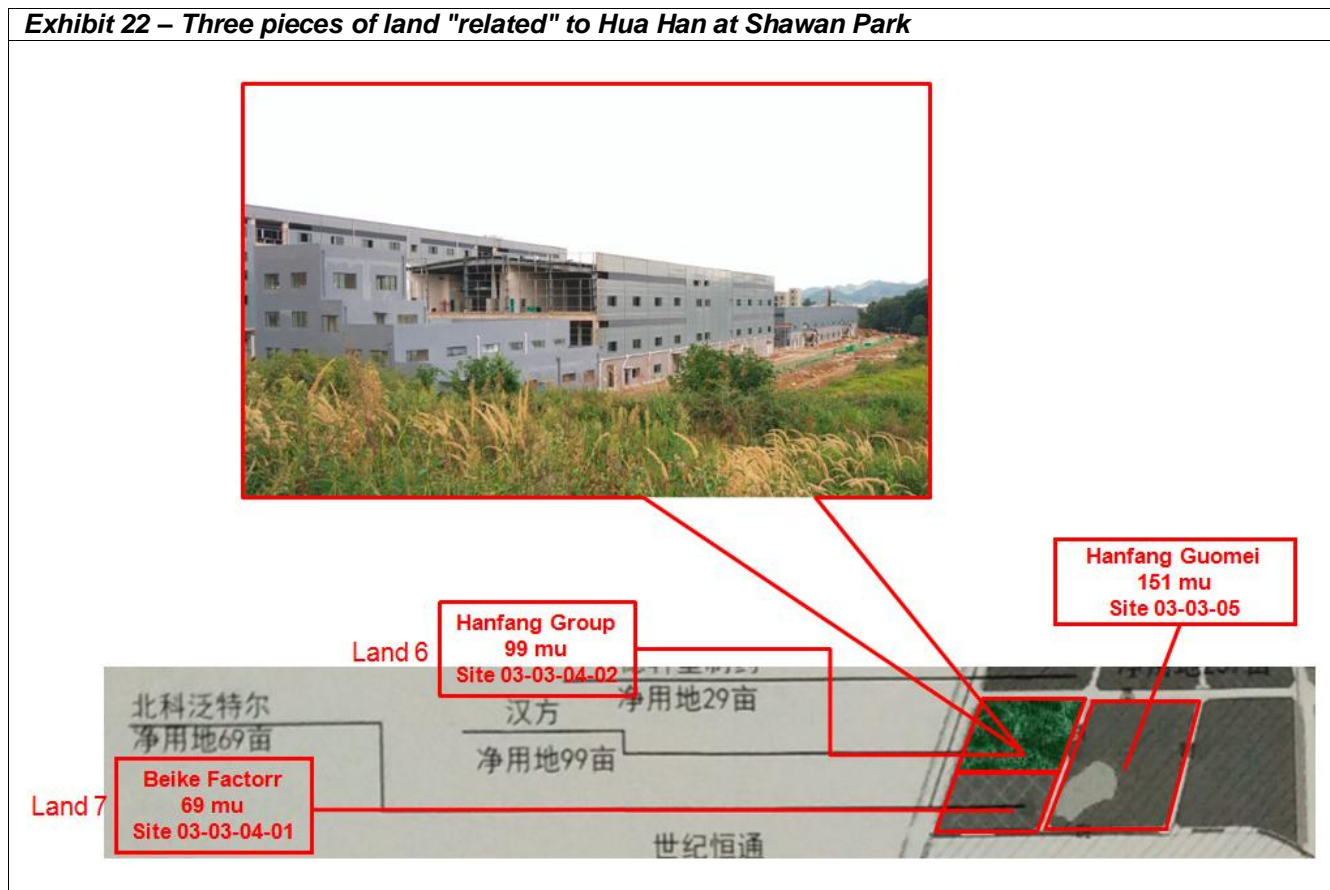 Exhibit 22 – Three pieces of land "related" to Hua Han at Shawan Park
Hanfang Guomei
151 mu
Site 03-03-05
Land 6
Hanfang Group
99 mu
Site 03-03-04-02
北科泛特尔
净用地69亩
汉方
净用地99亩
净用地29亩
Land 7
Beike Factorr
69 mu
Site 03-03-04-01
世纪恒通